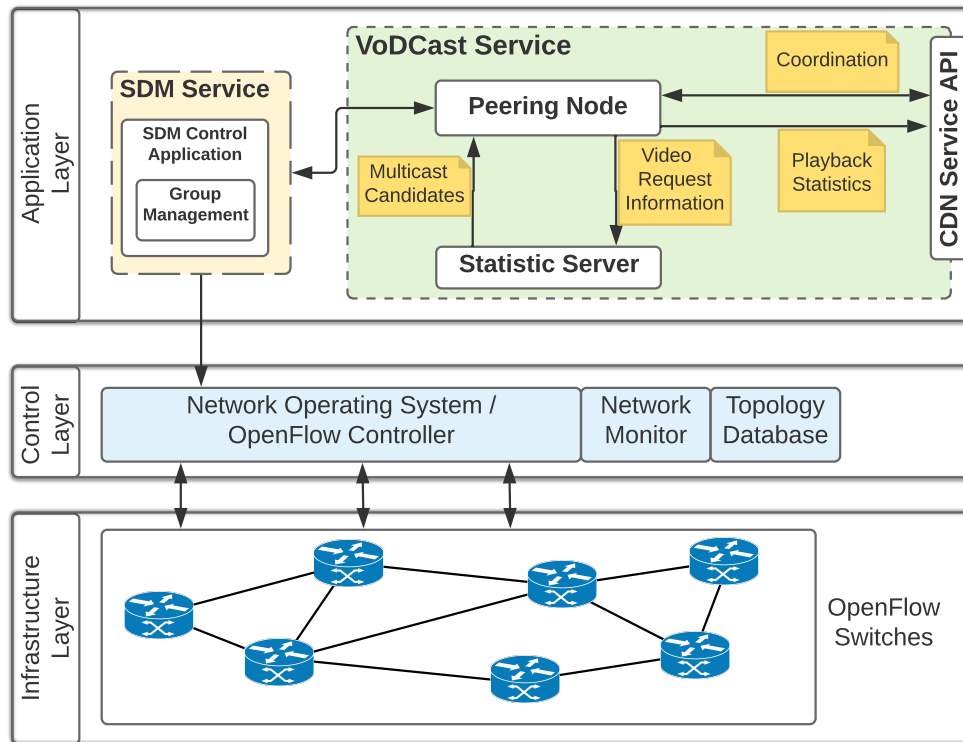 Application
Layer
SDM Service
SDM Control
Application
Group
Management
VoDCast Service
Peering Node
Coordination
Multicast
Candidates
Video
Request
Information
Playback
Statistics
Statistic Server
CDN Service API
Control
Layer
Network Operating System /
OpenFlow Controller
Network
Monitor
Topology
Database
Infrastructure
Layer
OpenFlow
Switches